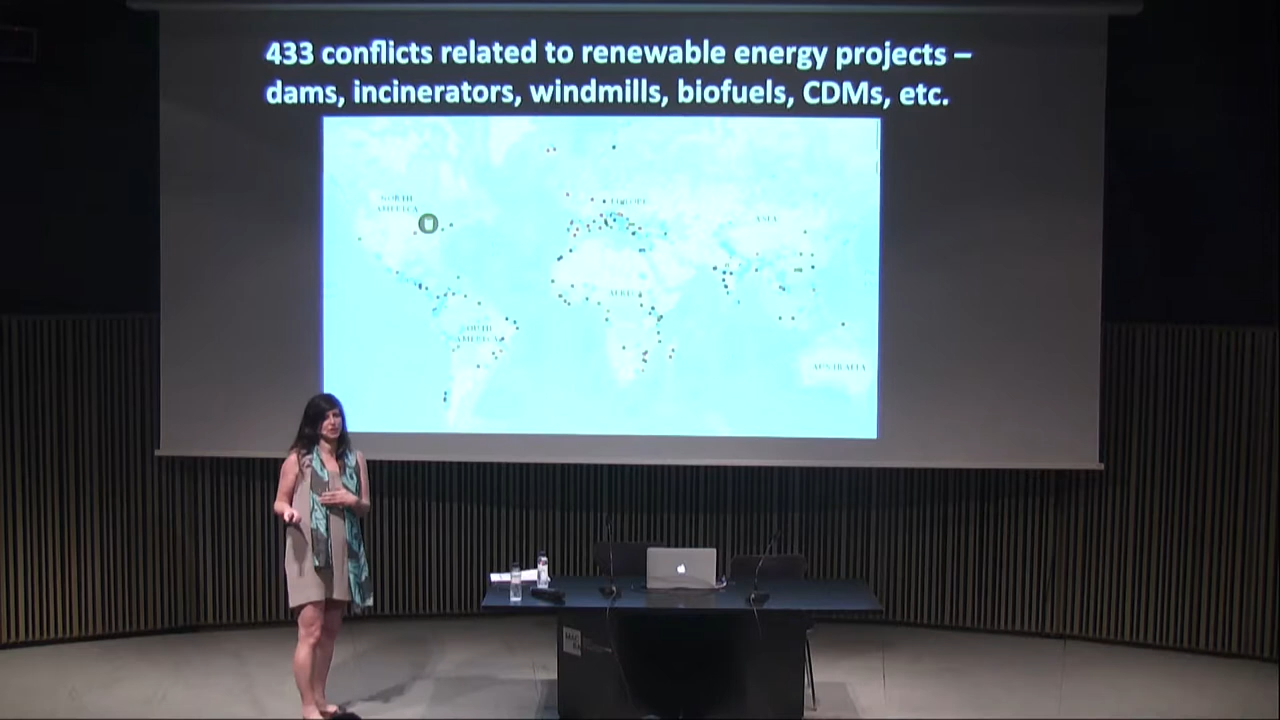 433 conflicts related to renewable energy projects –
dams, incinerators, windmills, biofuels, CDMs, etc.
NORTH
AMERICA
EUROPE
ASIA
AFRICA
SOUTH
AMERICA
AUSTRALIA